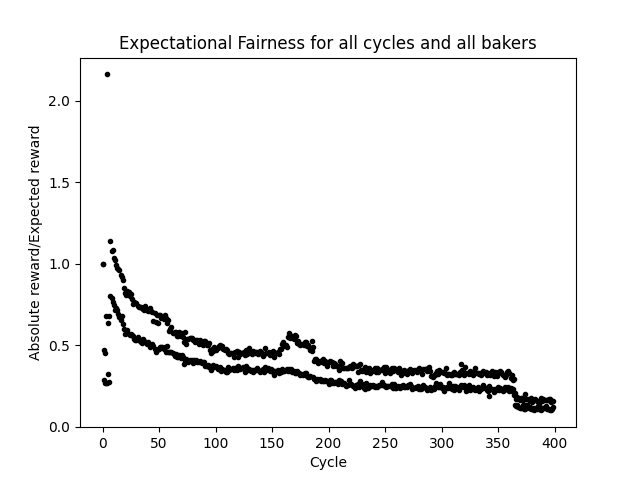 Expectational Fairness for all cycles and all bakers
Absolute reward/Expected reward
2.0
1.5
1.0
0.5
0.0
0 50 100 150 200 250 300 350 400
Cycle